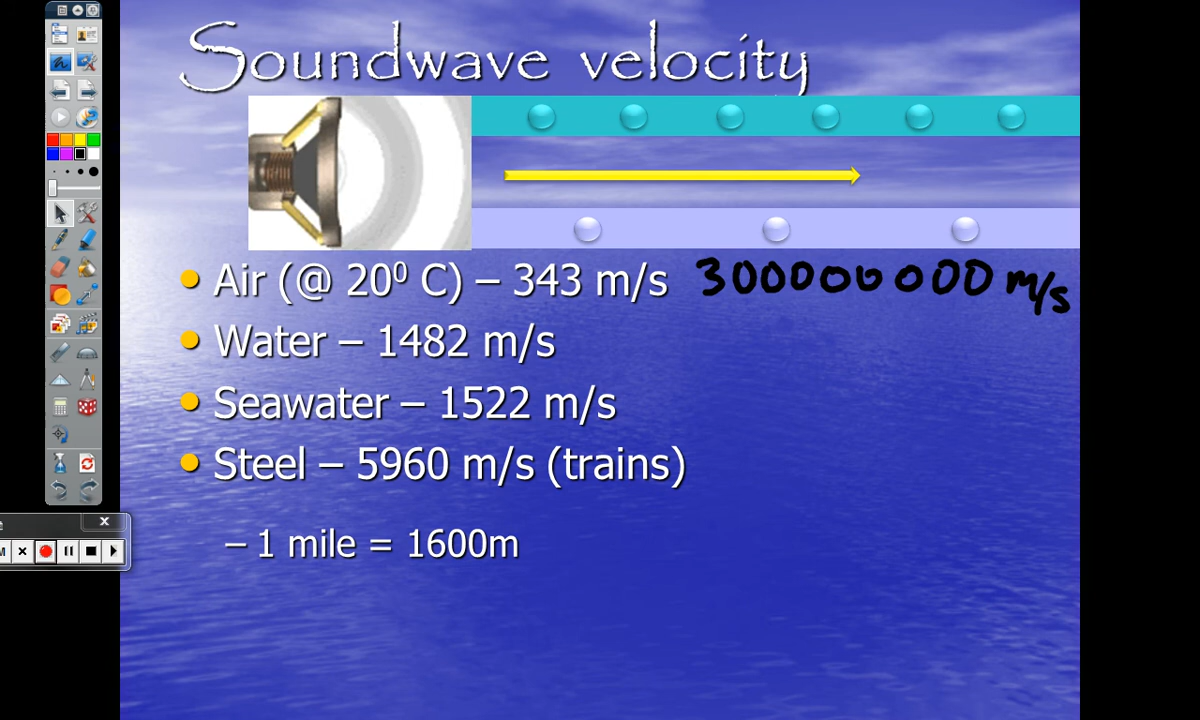 Soundwave velocity
Air (@ 20⁰ C) – 343 m/s 300000000 m/s
Water – 1482 m/s
Seawater – 1522 m/s
Steel – 5960 m/s (trains)
– 1 mile = 1600m